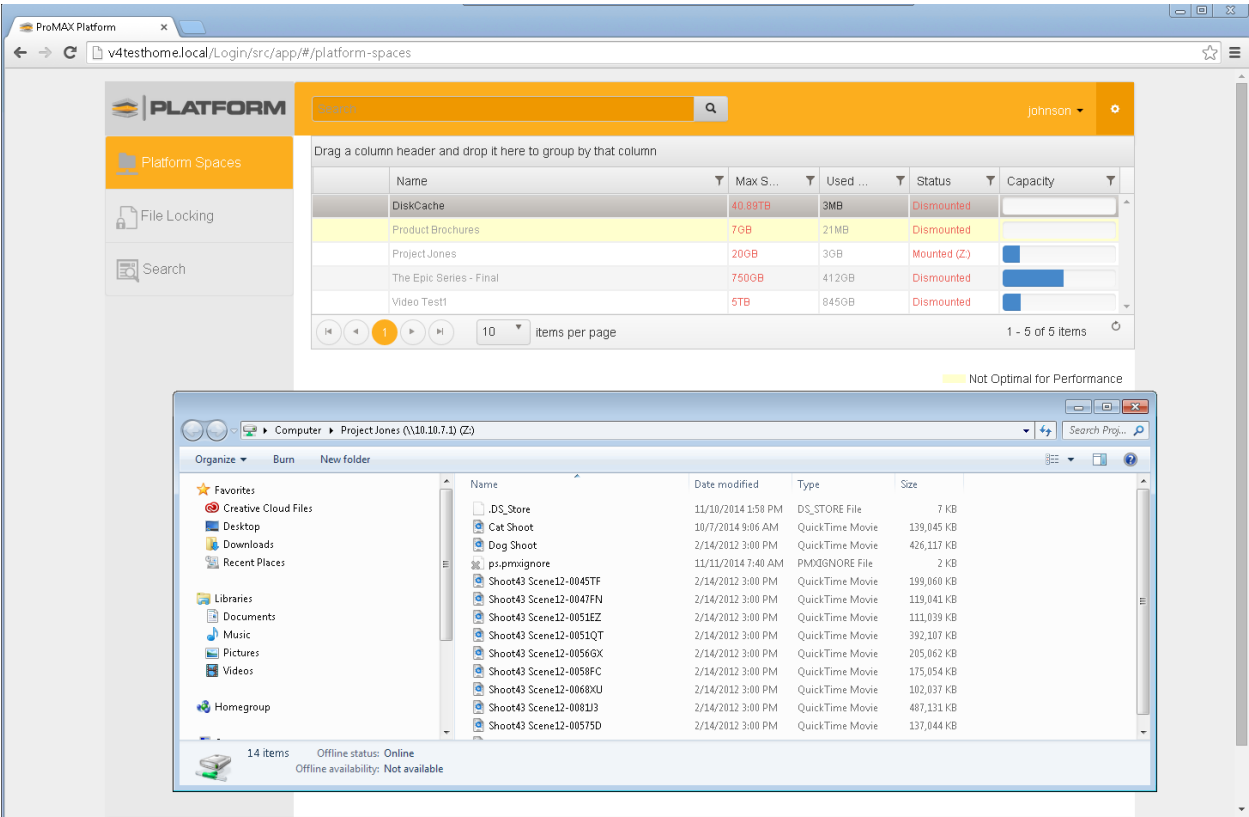 ProMAX Platform
v4testhome.local/Login/src/app/#/platform-spaces
PLATFORM
Search
johnson
Platform Spaces
File Locking
Search
Drag a column header and drop it here to group by that column
Name Max S... Used ... Status Capacity
DiskCache 40.89TB 3MB Dismounted
Product Brochures 7GB 21MB Dismounted
Project Jones 20GB 3GB Mounted (Z:)
The Epic Series - Final 750GB 412GB Dismounted
Video Test1 5TB 845GB Dismounted
1 10 items per page 1 - 5 of 5 items
Not Optimal for Performance
Computer Project Jones (\\10.10.7.1) (Z:) Search Proj...
Organize Burn New folder
Favorites
Creative Cloud Files
Desktop
Downloads
Recent Places
Libraries
Documents
Music
Pictures
Videos
Homegroup
Name Date modified Type Size
.DS_Store 11/10/2014 1:58 PM DS_STORE File 7 KB
Cat Shoot 10/7/2014 9:06 AM QuickTime Movie 139,045 KB
Dog Shoot 2/14/2012 3:00 PM QuickTime Movie 426,117 KB
ps.pmxignore 11/11/2014 7:40 AM PMXIGNORE File 2 KB
Shoot43 Scene12-0045TF 2/14/2012 3:00 PM QuickTime Movie 199,060 KB
Shoot43 Scene12-0047FN 2/14/2012 3:00 PM QuickTime Movie 119,041 KB
Shoot43 Scene12-0051EZ 2/14/2012 3:00 PM QuickTime Movie 111,039 KB
Shoot43 Scene12-0051QT 2/14/2012 3:00 PM QuickTime Movie 392,107 KB
Shoot43 Scene12-0056GX 2/14/2012 3:00 PM QuickTime Movie 205,062 KB
Shoot43 Scene12-0058FC 2/14/2012 3:00 PM QuickTime Movie 175,054 KB
Shoot43 Scene12-0068XU 2/14/2012 3:00 PM QuickTime Movie 102,037 KB
Shoot43 Scene12-0081J3 2/14/2012 3:00 PM QuickTime Movie 487,131 KB
Shoot43 Scene12-00575D 2/14/2012 3:00 PM QuickTime Movie 137,044 KB
14 items Offline status: Online
Offline availability: Not available